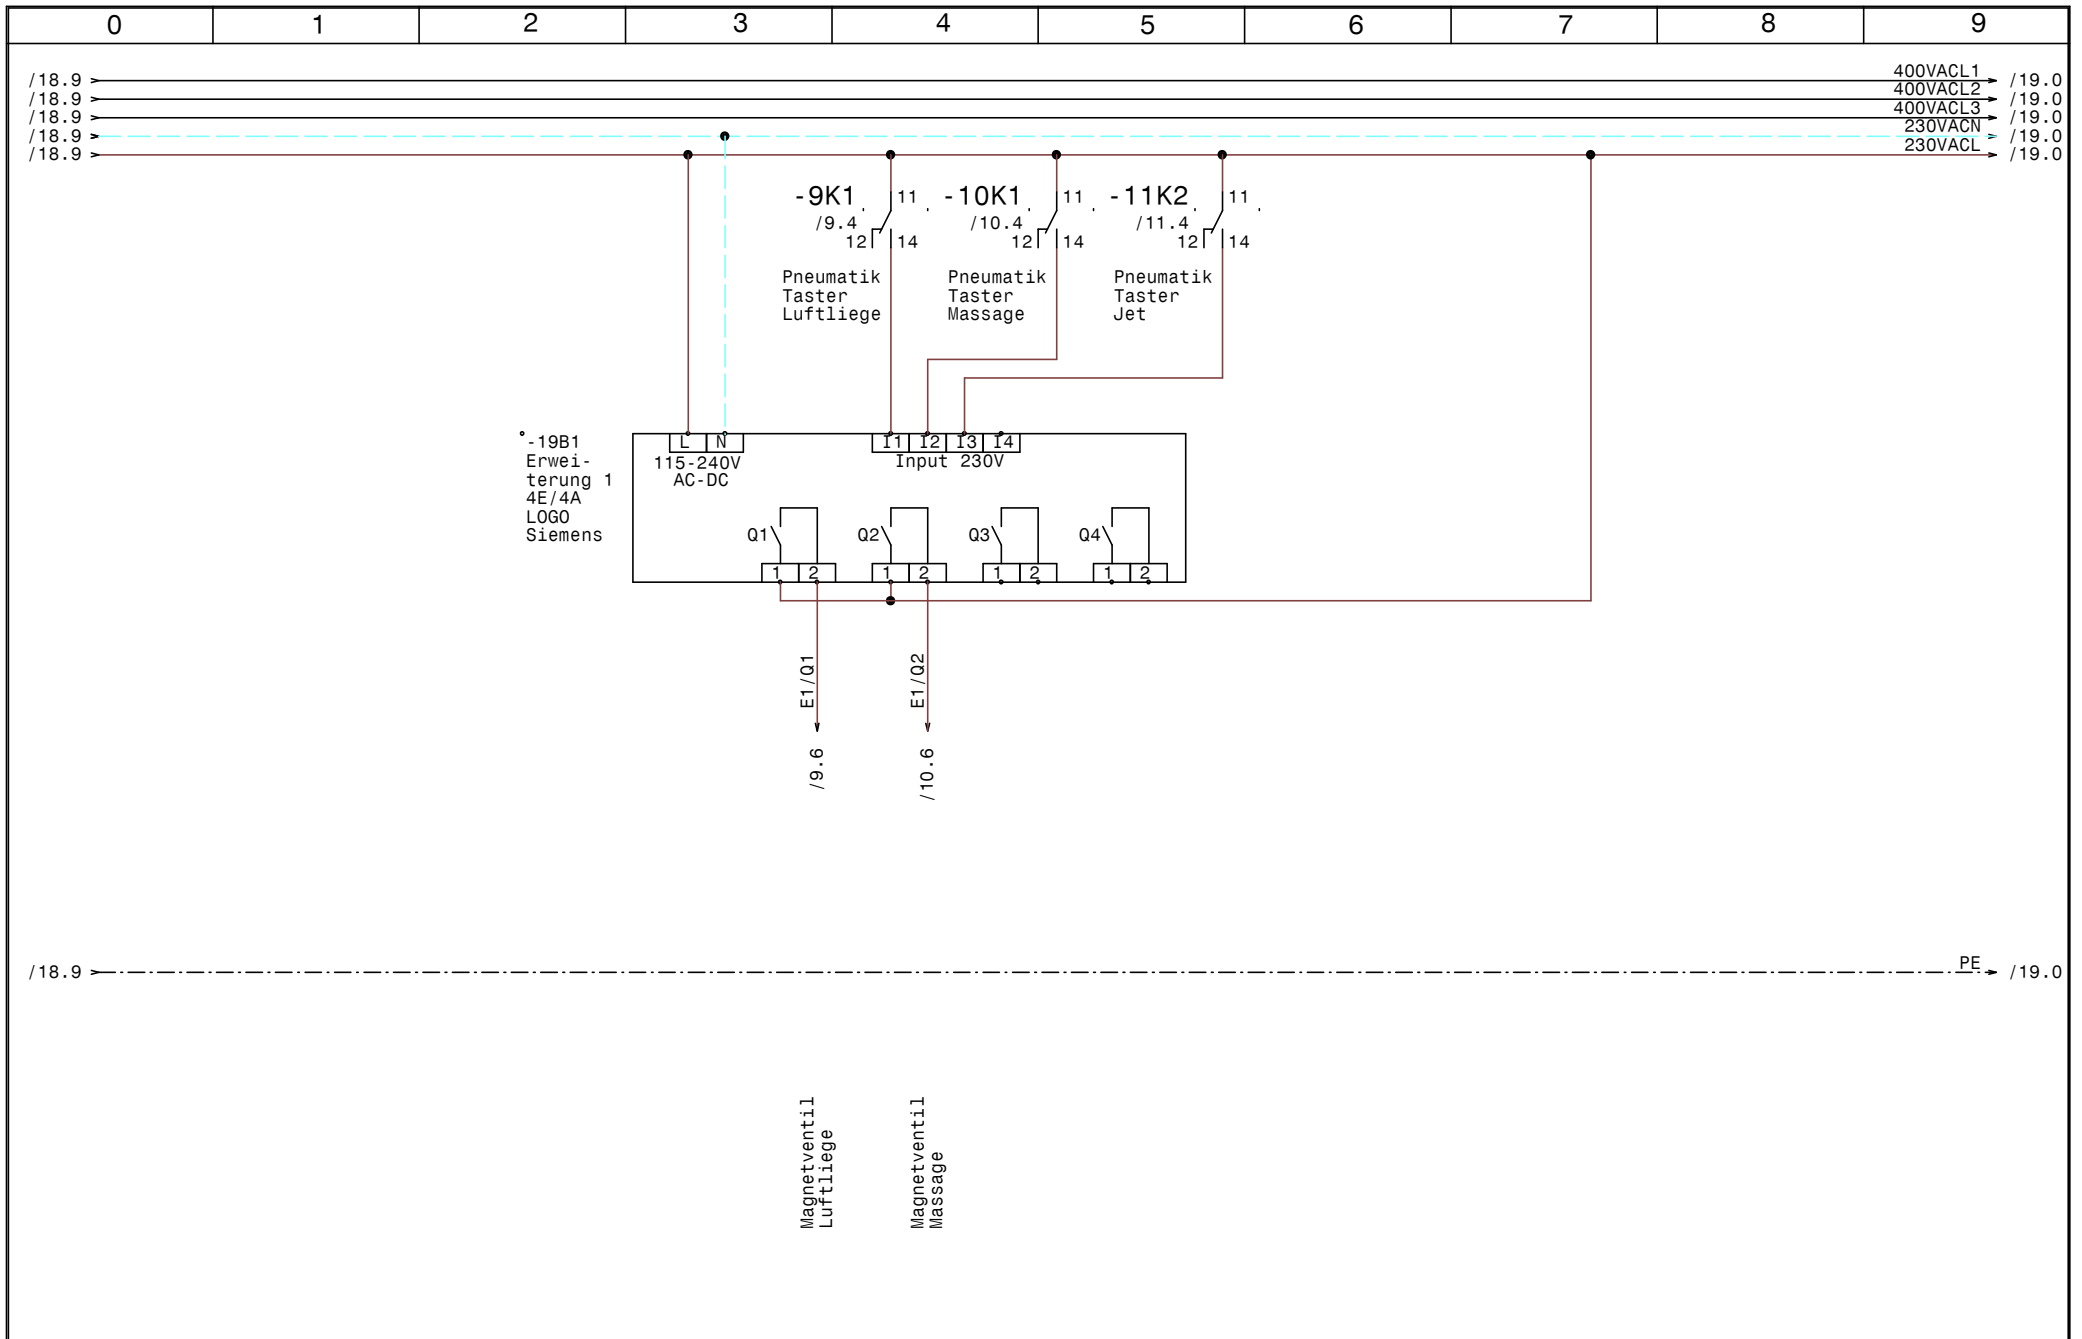 0 1 2 3 4 5 6 7 8 9
/18.9 400VACL1 /19.0
/18.9 400VACL2 /19.0
/18.9 400VACL3 /19.0
/18.9 230VACN /19.0
/18.9 230VACL /19.0
-9K1 11 -10K1 11 -11K2 11
/9.4 /10.4 /11.4
12 14 12 14 12 14
Pneumatik
Taster
Luftliege
Pneumatik
Taster
Massage
Pneumatik
Taster
Jet
-19B1
Erwei-
terung 1
4E/4A
LOGO
Siemens
L N I1 I2 I3 I4
115-240V
AC-DC
Input 230V
Q1 Q2 Q3 Q4
1 2 1 2 1 2 1 2
E1/Q1
E1/Q2
/9.6
/10.6
/18.9 PE /19.0
Magnetventil
Luftliege
Magnetventil
Massage